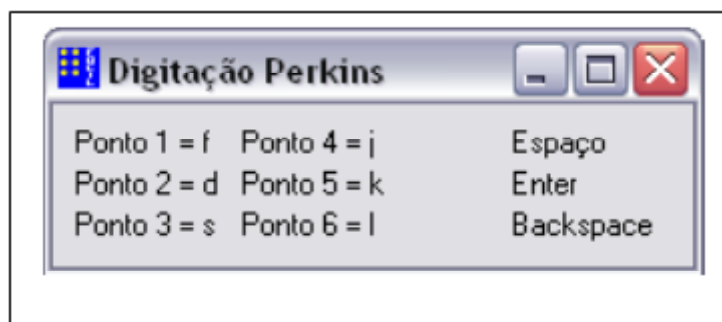 Digitação Perkins
Ponto 1 = f Ponto 4 = j Espaço
Ponto 2 = d Ponto 5 = k Enter
Ponto 3 = s Ponto 6 = l Backspace